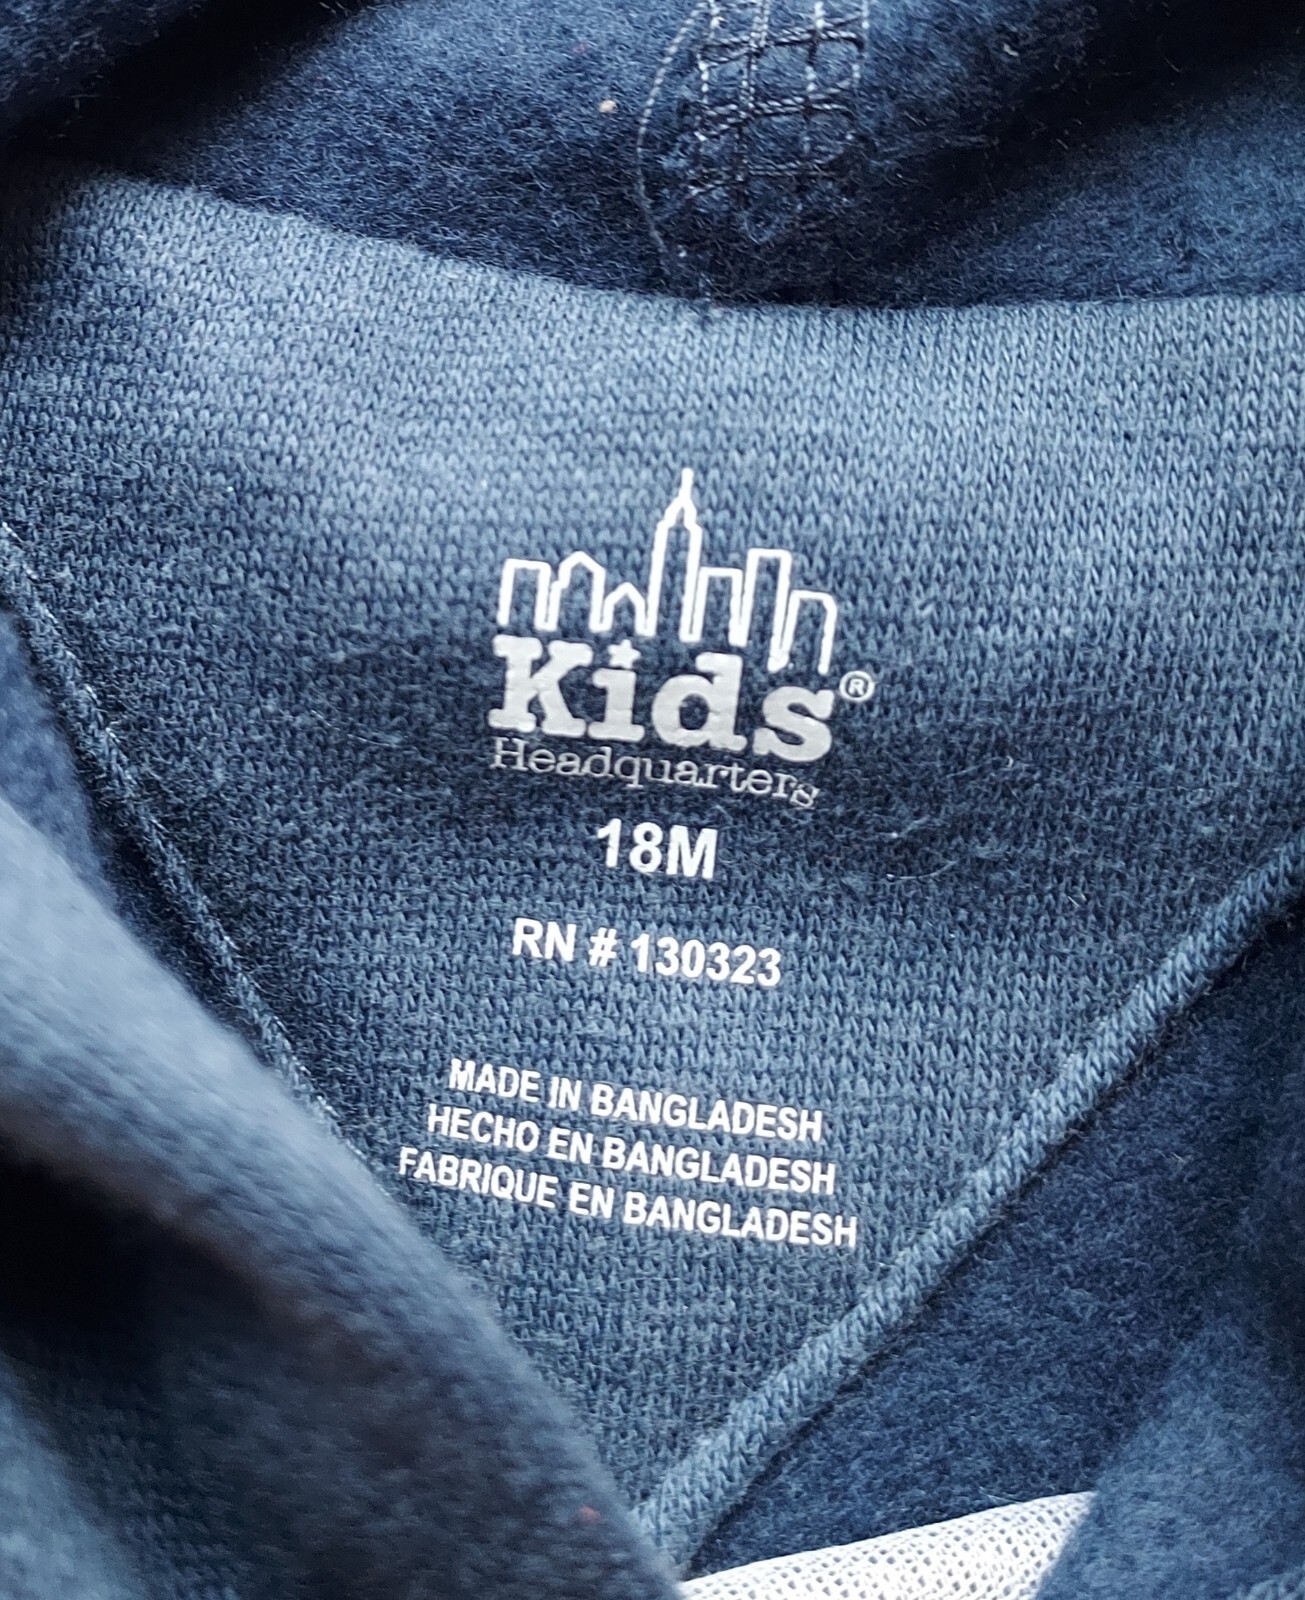 Kids®
Headquarters
18M
RN # 130323
MADE IN BANGLADESH
HECHO EN BANGLADESH
FABRIQUE EN BANGLADESH